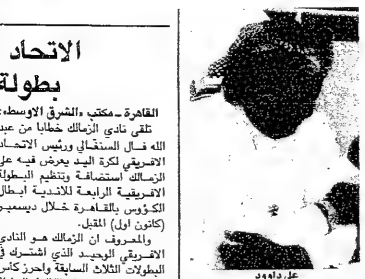 الاتحاد
بطولة
القاهرة ـ مكتب «الشرق الاوسط»:
تلقى نادي الزمالك خطابا من عبد
الله فال السنغالي ورئيس الاتحاد
الافريقي لكرة اليد يعرض فيه على
الزمالك استضافة وتنظيم البطولة
الافريقية الرابعة للاندية ابطال
الكؤوس بالقاهرة خلال ديسمبر
(كانون اول) المقبل.
والمعروف ان الزمالك هو النادي
الافريقي الوحيد الذي اشترك في
البطولات الثلاث السابقة واحرز كاس
علي داوود